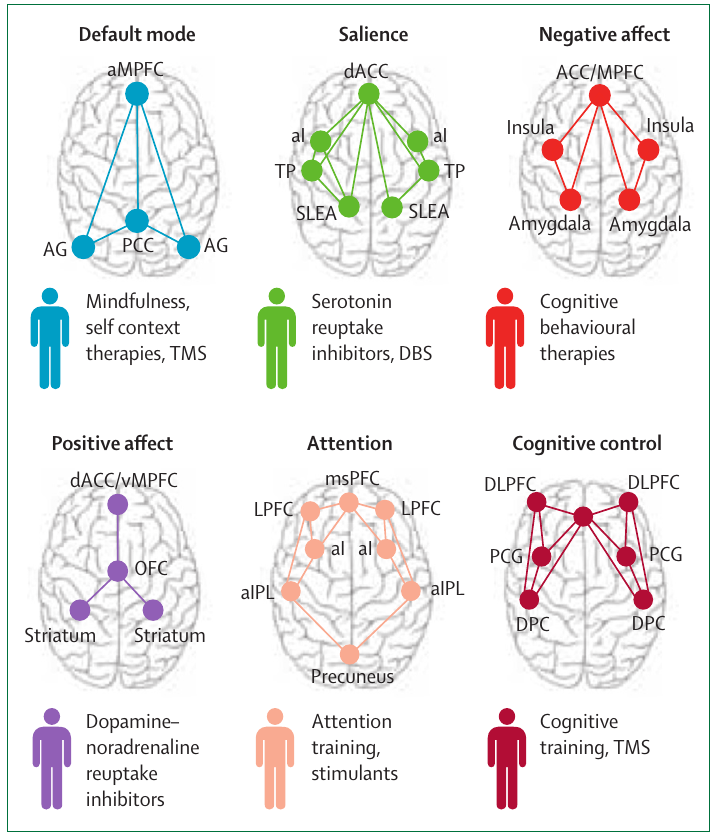 Default mode
aMPFC
AG
PCC
AG
Mindfulness,
self context
therapies, TMS
Salience
dACC
aI
aI
TP
TP
SLEA
SLEA
Serotonin
reuptake
inhibitors, DBS
Negative affect
ACC/MPFC
Insula
Insula
Amygdala
Amygdala
Cognitive
behavioural
therapies
Positive affect
dACC/vMPFC
OFC
Striatum
Striatum
Dopamine–
noradrenaline
reuptake
inhibitors
Attention
msPFC
LPFC
LPFC
aI
aI
aIPL
aIPL
Precuneus
Attention
training,
stimulants
Cognitive control
DLPFC
DLPFC
PCG
PCG
DPC
DPC
Cognitive
training, TMS